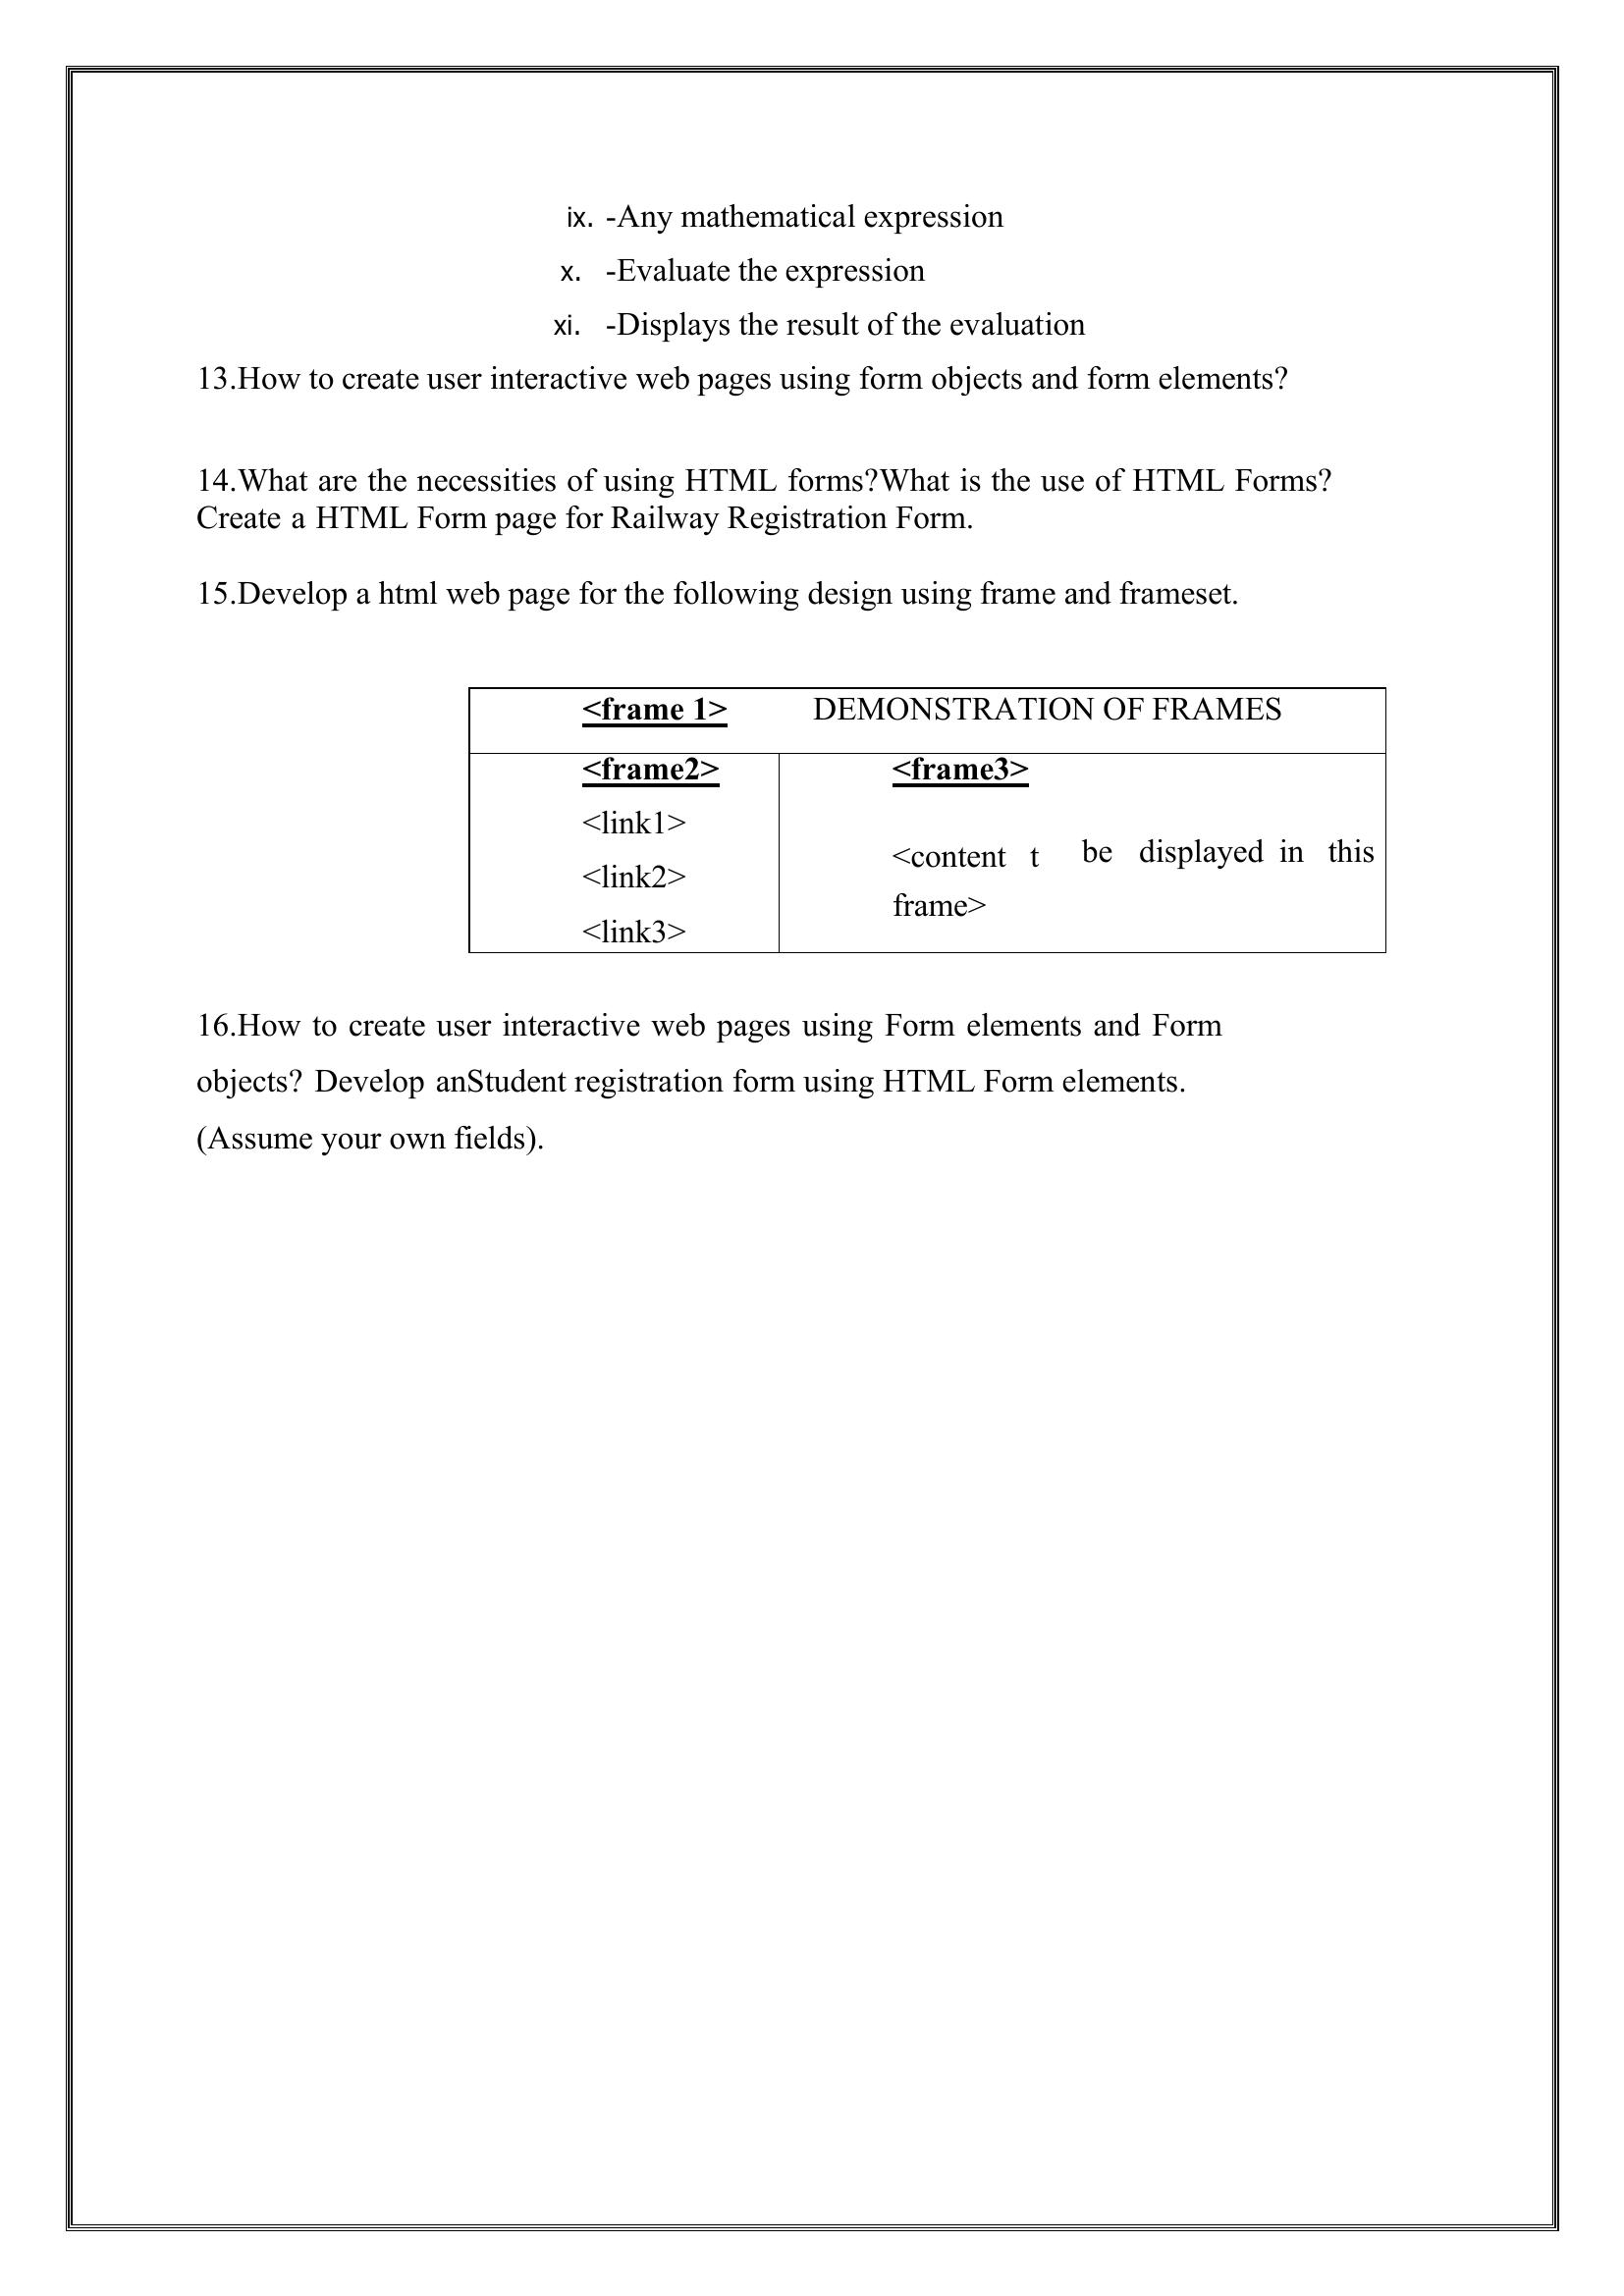 ix. -Any mathematical expression
x. -Evaluate the expression
xi. -Displays the result of the evaluation
13.How to create user interactive web pages using form objects and form elements?
14.What are the necessities of using HTML forms?What is the use of HTML Forms?
Create a HTML Form page for Railway Registration Form.
15.Develop a html web page for the following design using frame and frameset.
<frame 1> DEMONSTRATION OF FRAMES
<frame2>
<link1>
<link2>
<link3>
<frame3>
<content t be displayed in this
frame>
16.How to create user interactive web pages using Form elements and Form
objects? Develop anStudent registration form using HTML Form elements.
(Assume your own fields).